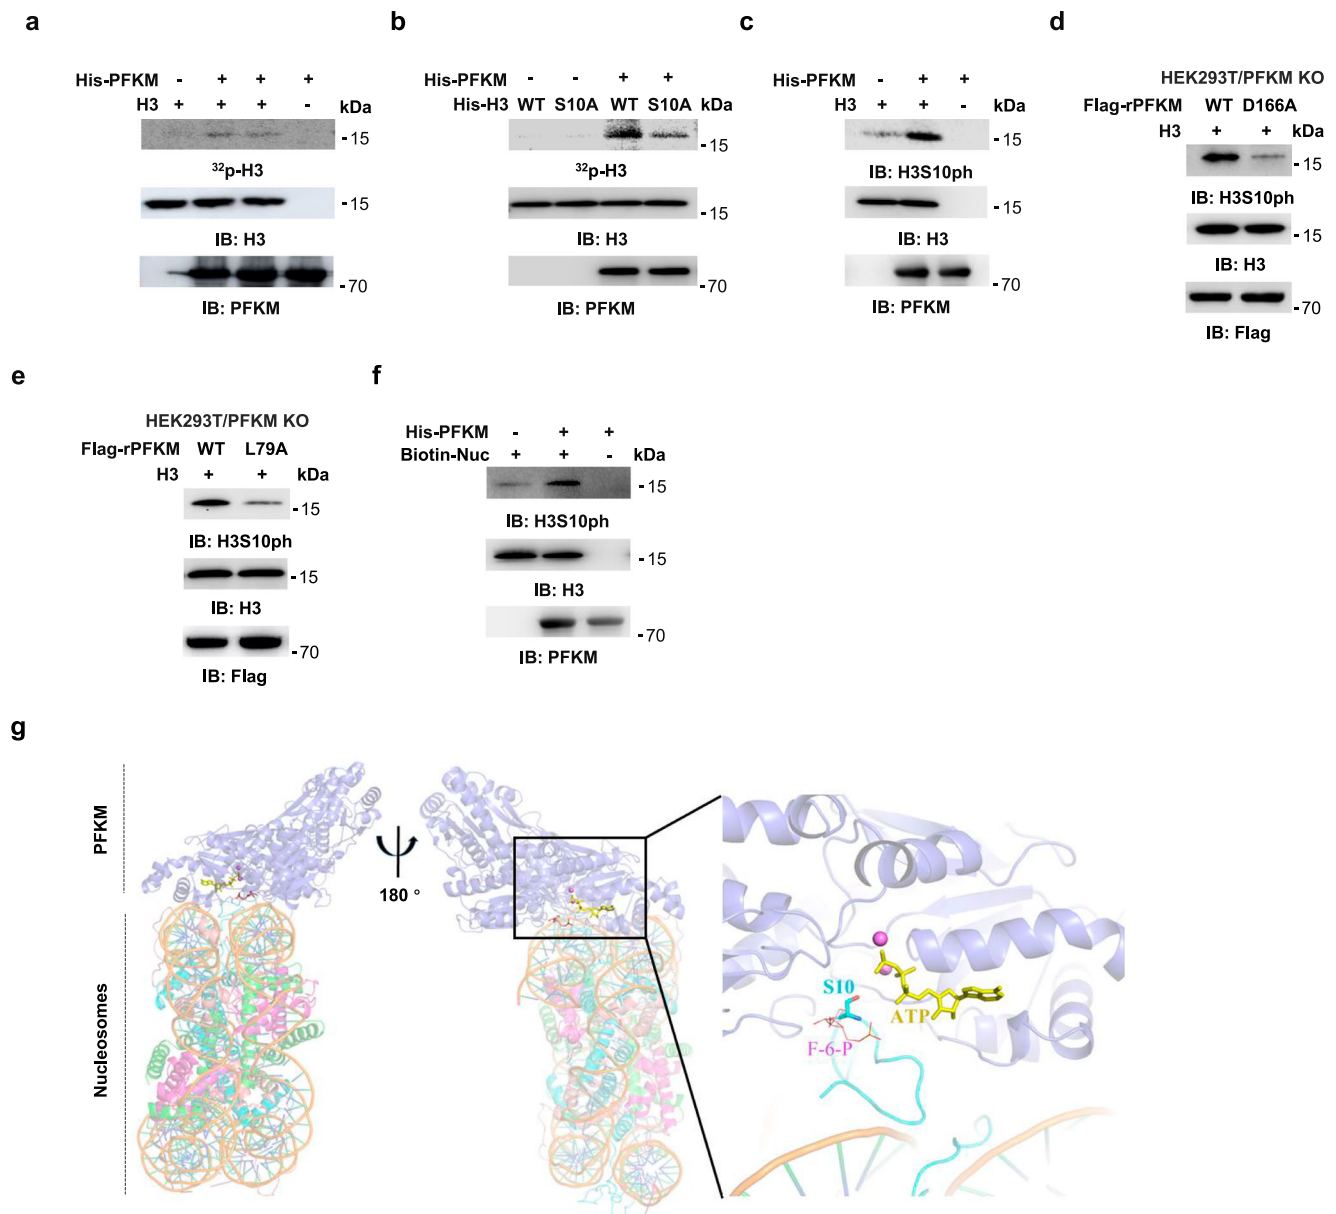 a
His-PFKM - + + +
H3 + + + - kDa
- 15
32p-H3
- 15
IB: H3
- 70
IB: PFKM
b
His-PFKM - - + +
His-H3 WT S10A WT S10A kDa
- 15
32p-H3
- 15
IB: H3
- 70
IB: PFKM
c
His-PFKM - + +
H3 + + - kDa
- 15
IB: H3S10ph
- 15
IB: H3
- 70
IB: PFKM
d
HEK293T/PFKM KO
Flag-rPFKM WT D166A
H3 + + kDa
- 15
IB: H3S10ph
- 15
IB: H3
- 70
IB: Flag
e
HEK293T/PFKM KO
Flag-rPFKM WT L79A
H3 + + kDa
- 15
IB: H3S10ph
- 15
IB: H3
- 70
IB: Flag
f
His-PFKM - + +
Biotin-Nuc + + - kDa
- 15
IB: H3S10ph
- 15
IB: H3
- 70
IB: PFKM
g
PFKM
Nucleosomes
180 °
S10
ATP
F-6-P